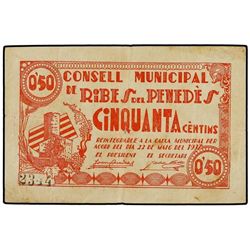 0'50
CONSELL MUNICIPAL
DE RIBES DEL PENEDÈS
CINQUANTA CÈNTIMS
REINTEGRABLE A LA CAIXA MUNICIPAL PER
ACORD DEL DIA 22 DE MAIG DEL 1937
EL PRESIDENT EL SECRETARI
0'50